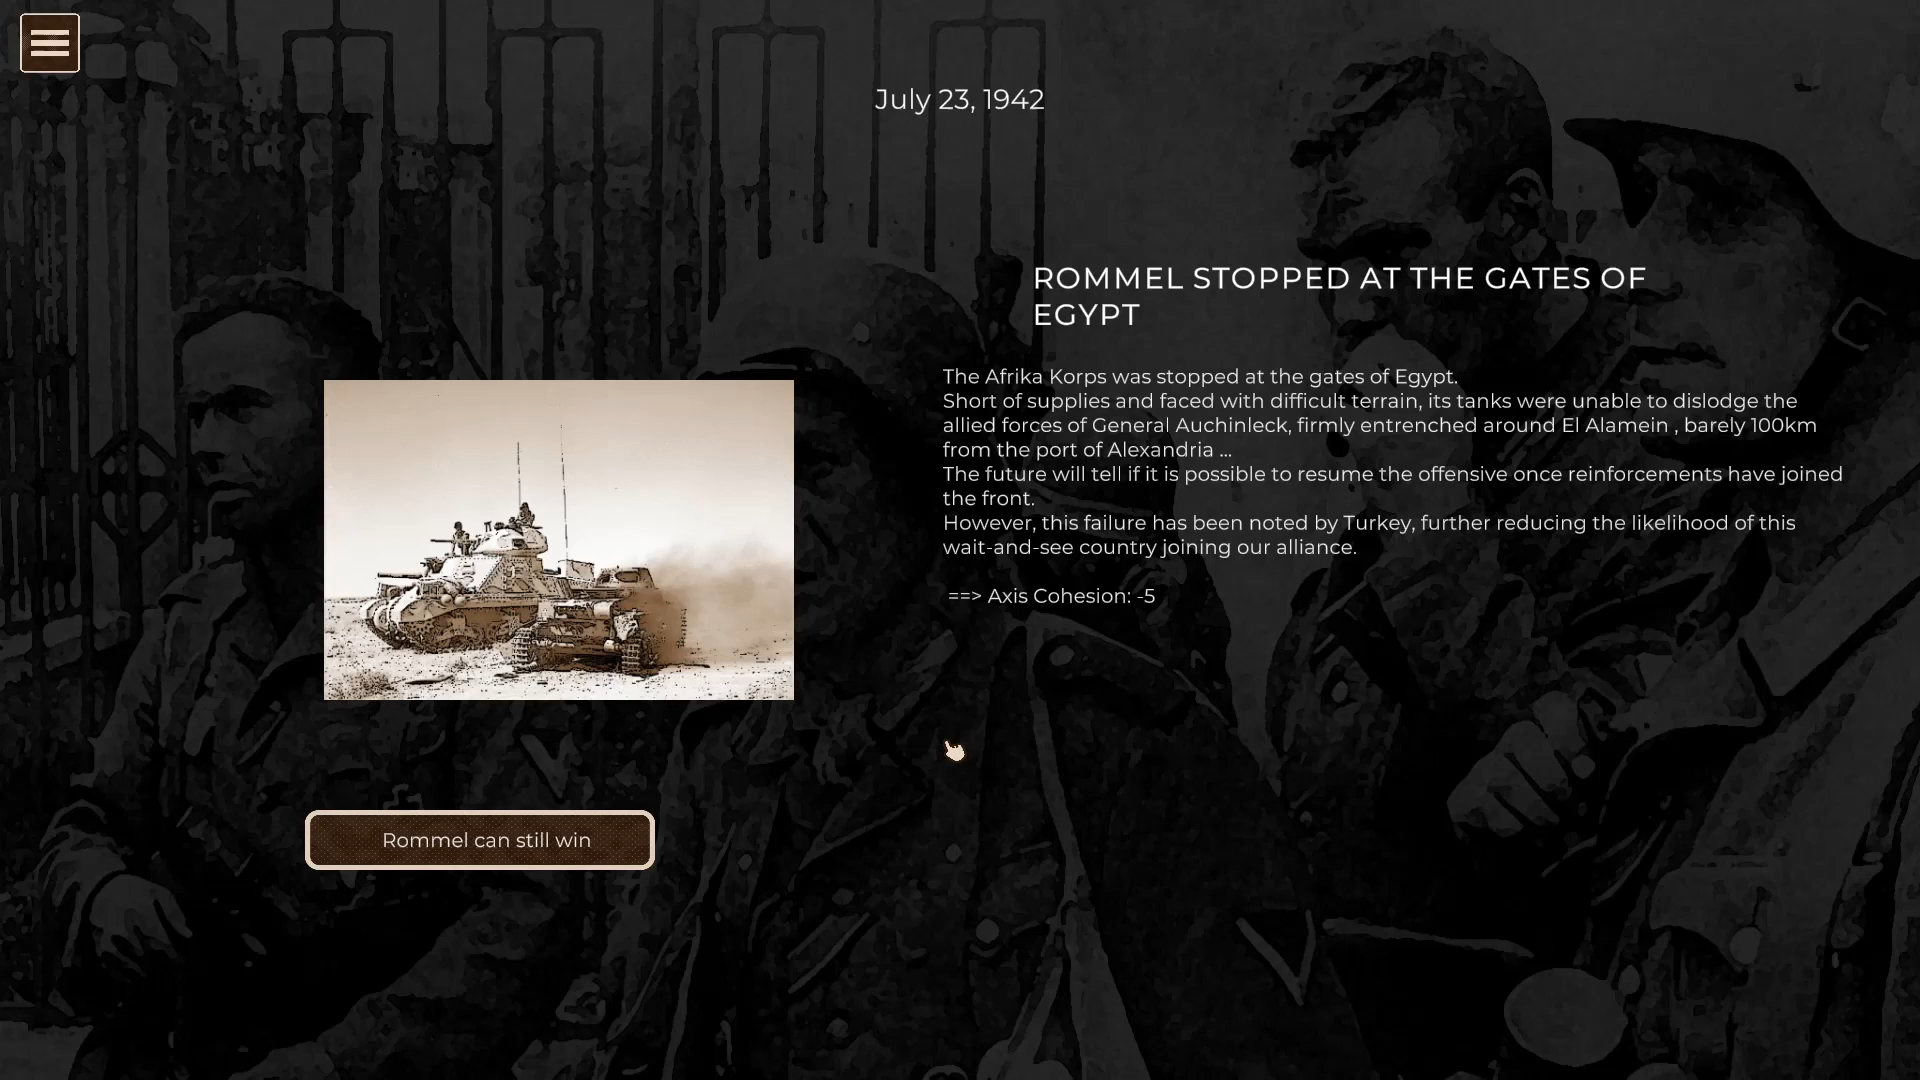 July 23, 1942
ROMMEL STOPPED AT THE GATES OF
EGYPT
The Afrika Korps was stopped at the gates of Egypt.
Short of supplies and faced with difficult terrain, its tanks were unable to dislodge the
allied forces of General Auchinleck, firmly entrenched around El Alamein , barely 100km
from the port of Alexandria ...
The future will tell if it is possible to resume the offensive once reinforcements have joined
the front.
However, this failure has been noted by Turkey, further reducing the likelihood of this
wait-and-see country joining our alliance.
==> Axis Cohesion: -5
Rommel can still win